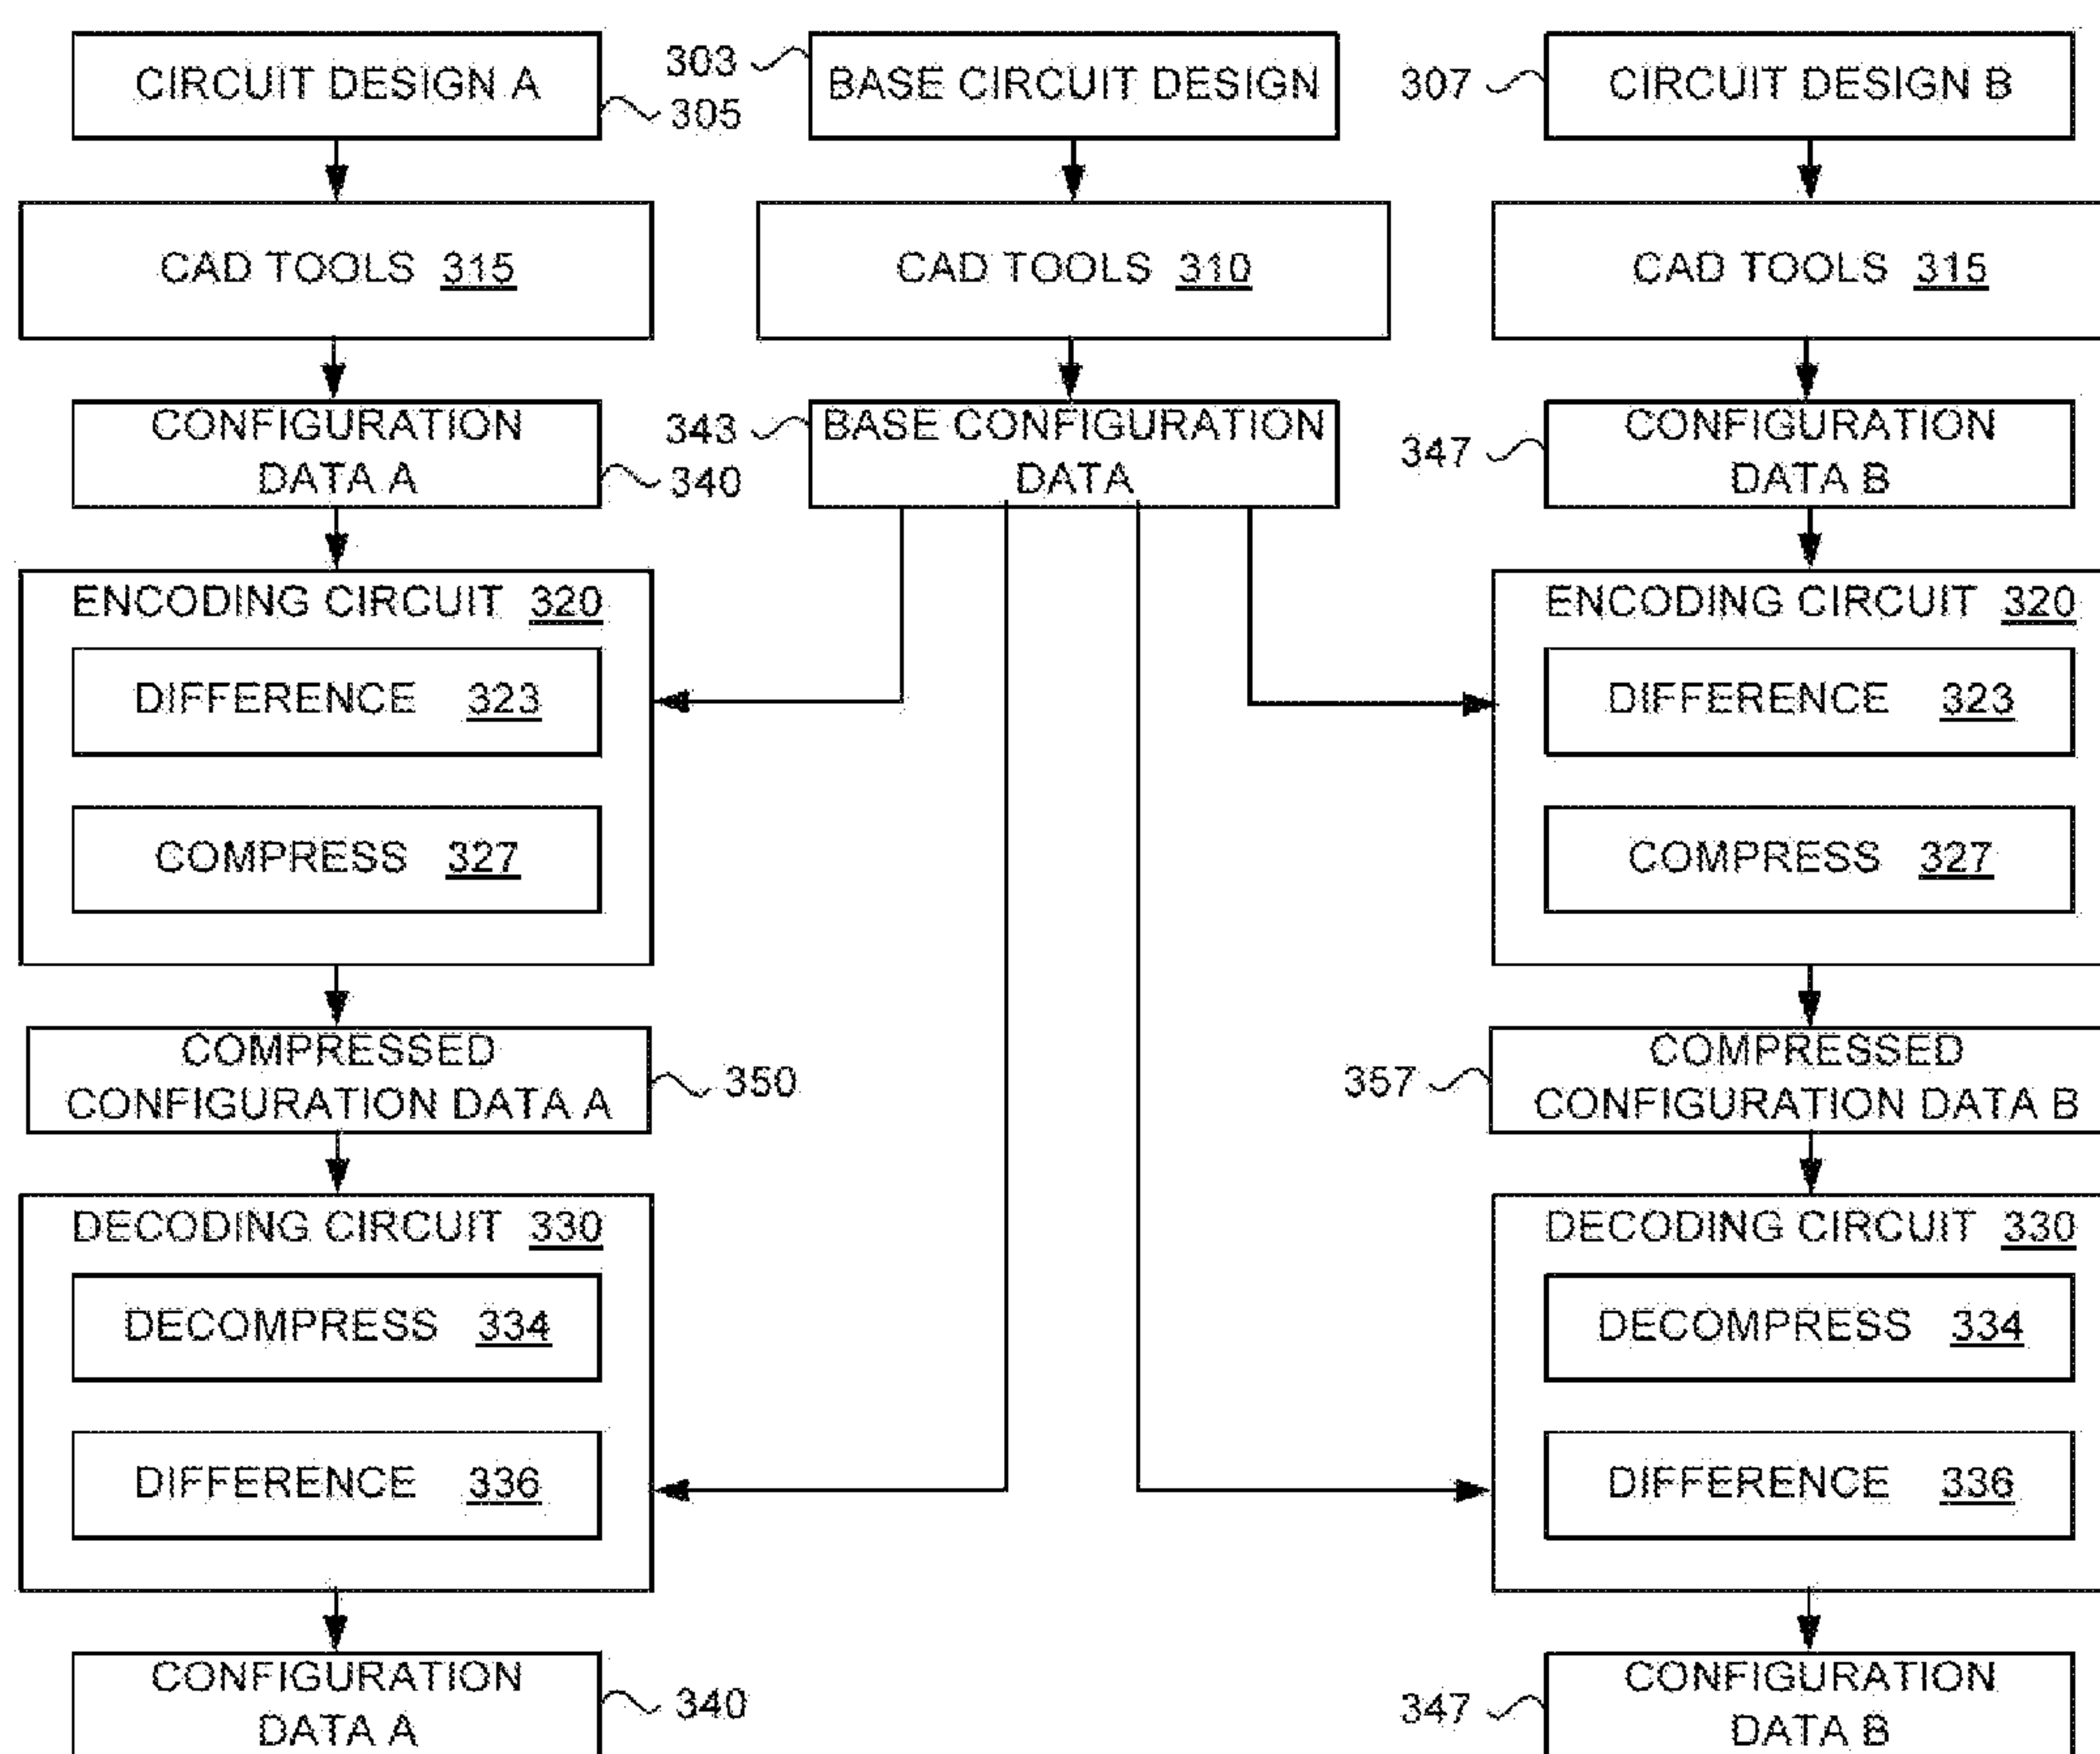 CIRCUIT DESIGN A
305
303
BASE CIRCUIT DESIGN
307
CIRCUIT DESIGN B
CAD TOOLS 315
CAD TOOLS 310
CAD TOOLS 315
CONFIGURATION
DATA A
340
343
BASE CONFIGURATION
DATA
347
CONFIGURATION
DATA B
ENCODING CIRCUIT 320
DIFFERENCE 323
COMPRESS 327
ENCODING CIRCUIT 320
DIFFERENCE 323
COMPRESS 327
COMPRESSED
CONFIGURATION DATA A
350
357
COMPRESSED
CONFIGURATION DATA B
DECODING CIRCUIT 330
DECOMPRESS 334
DIFFERENCE 336
DECODING CIRCUIT 330
DECOMPRESS 334
DIFFERENCE 336
CONFIGURATION
DATA A
340
347
CONFIGURATION
DATA B